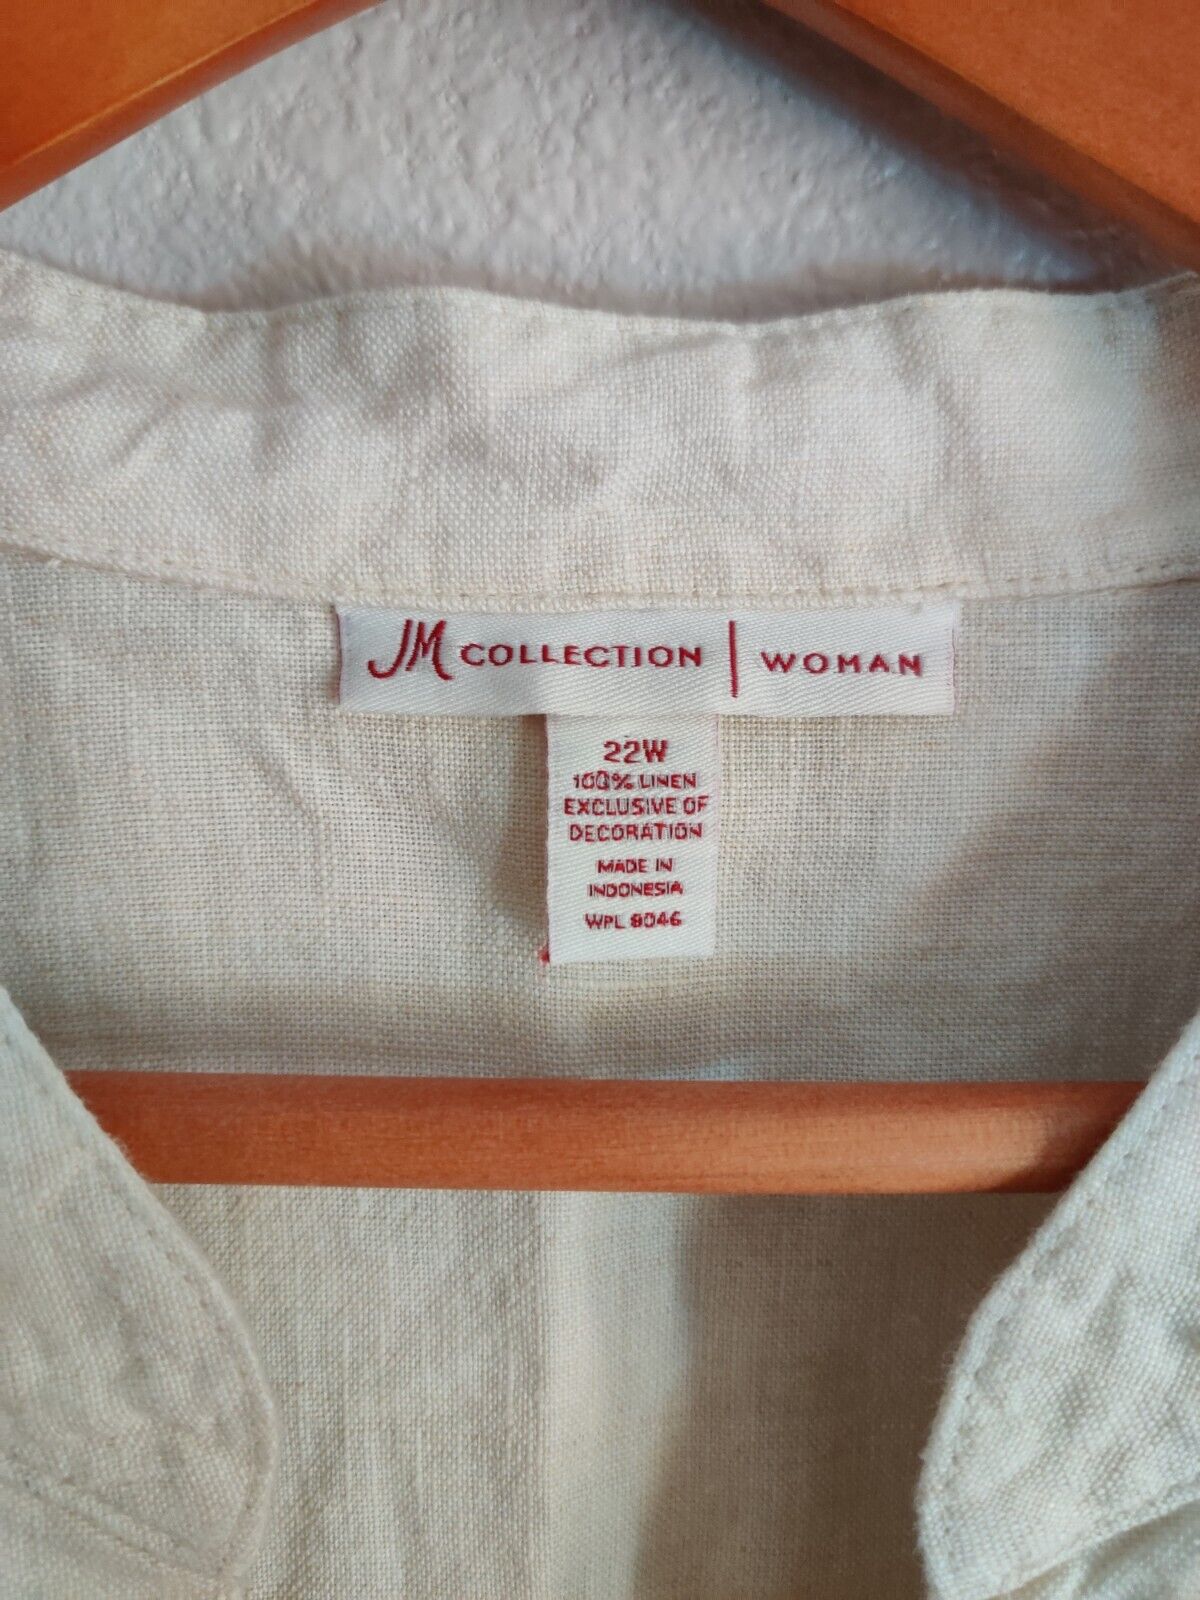 JM COLLECTION | WOMAN
22W
100% LINEN
EXCLUSIVE OF
DECORATION
MADE IN
INDONESIA
WPL 8046